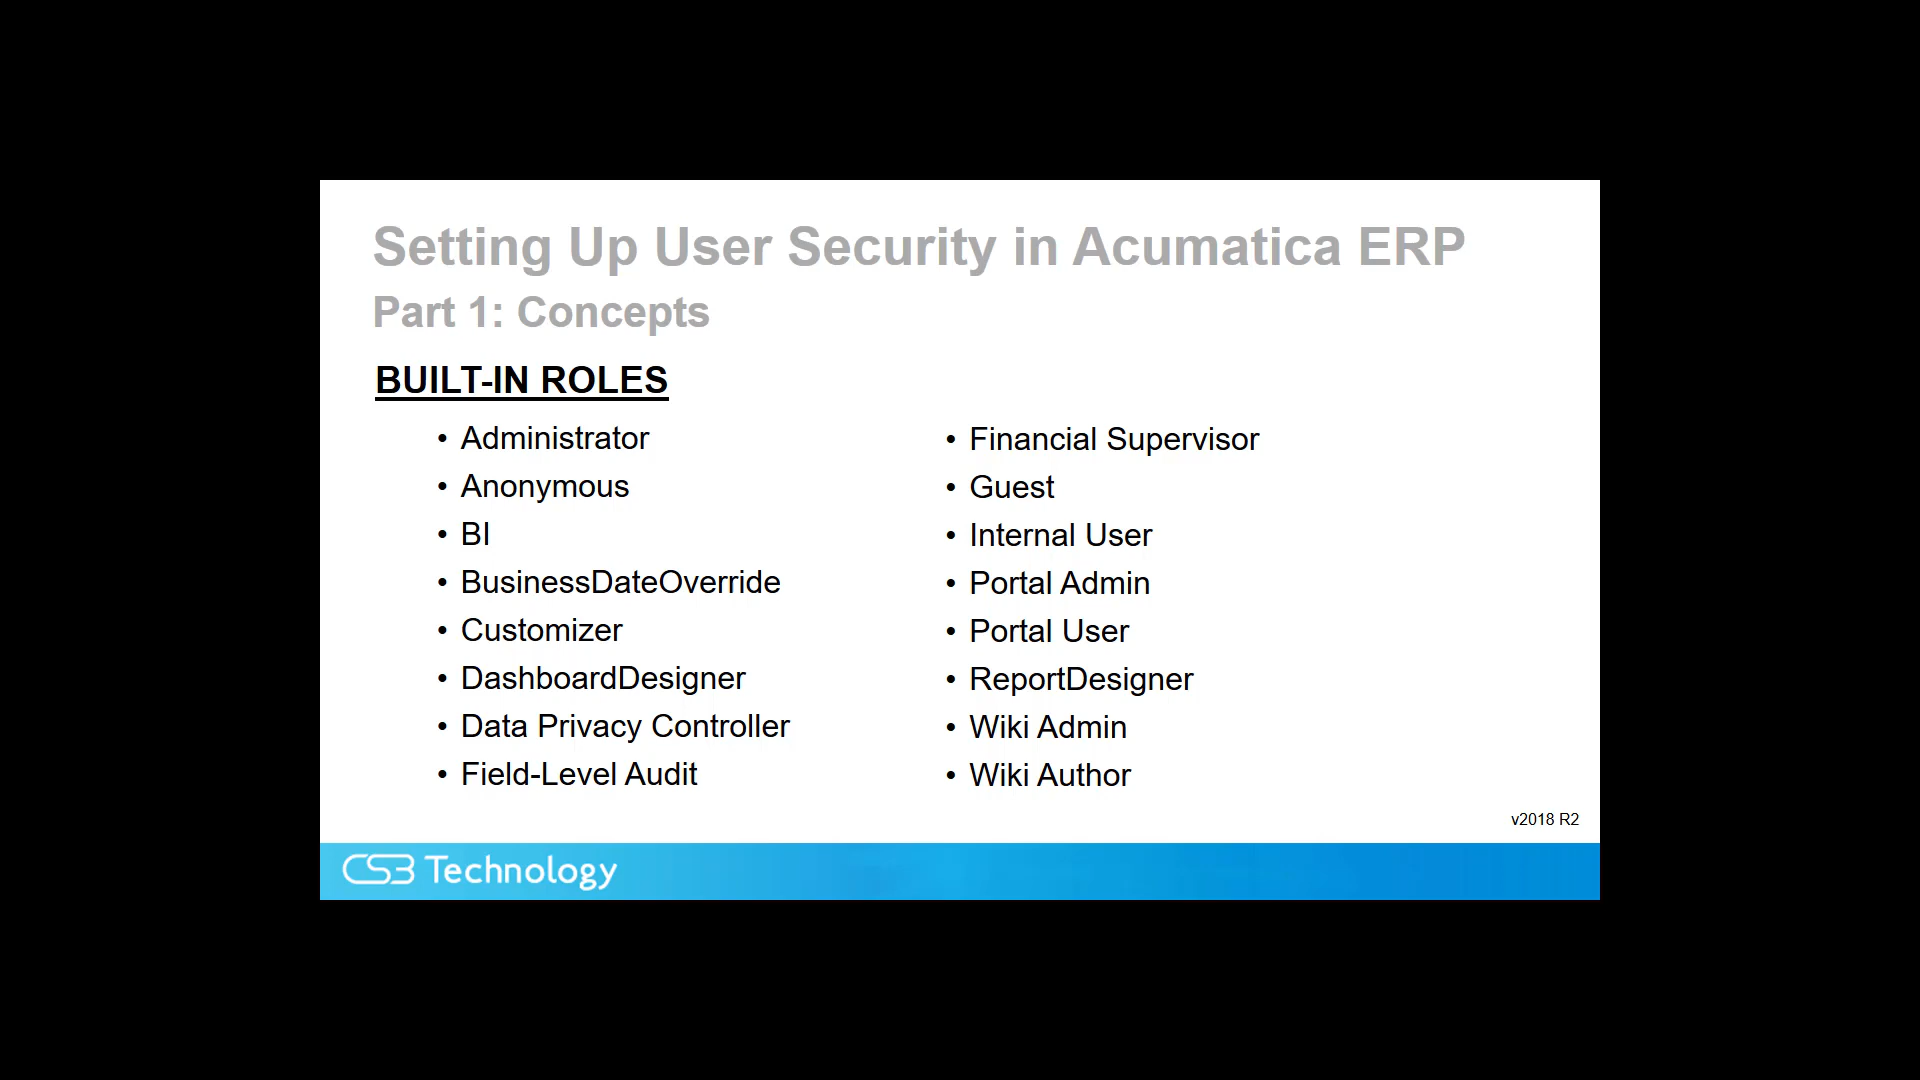 Setting Up User Security in Acumatica ERP
Part 1: Concepts
BUILT-IN ROLES
• Administrator
• Anonymous
• BI
• BusinessDateOverride
• Customizer
• DashboardDesigner
• Data Privacy Controller
• Field-Level Audit
• Financial Supervisor
• Guest
• Internal User
• Portal Admin
• Portal User
• ReportDesigner
• Wiki Admin
• Wiki Author
v2018 R2
CS3 Technology